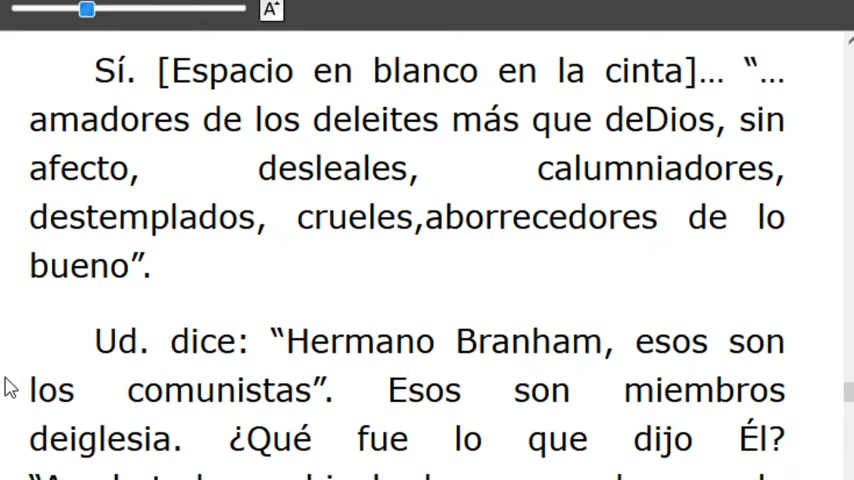 A
Sí. [Espacio en blanco en la cinta]... “...
amadores de los deleites más que deDios, sin
afecto, desleales, calumniadores,
destemplados, crueles,aborrecedores de lo
bueno”.
Ud. dice: “Hermano Branham, esos son
los comunistas”. Esos son miembros
deiglesia. ¿Qué fue lo que dijo Él?